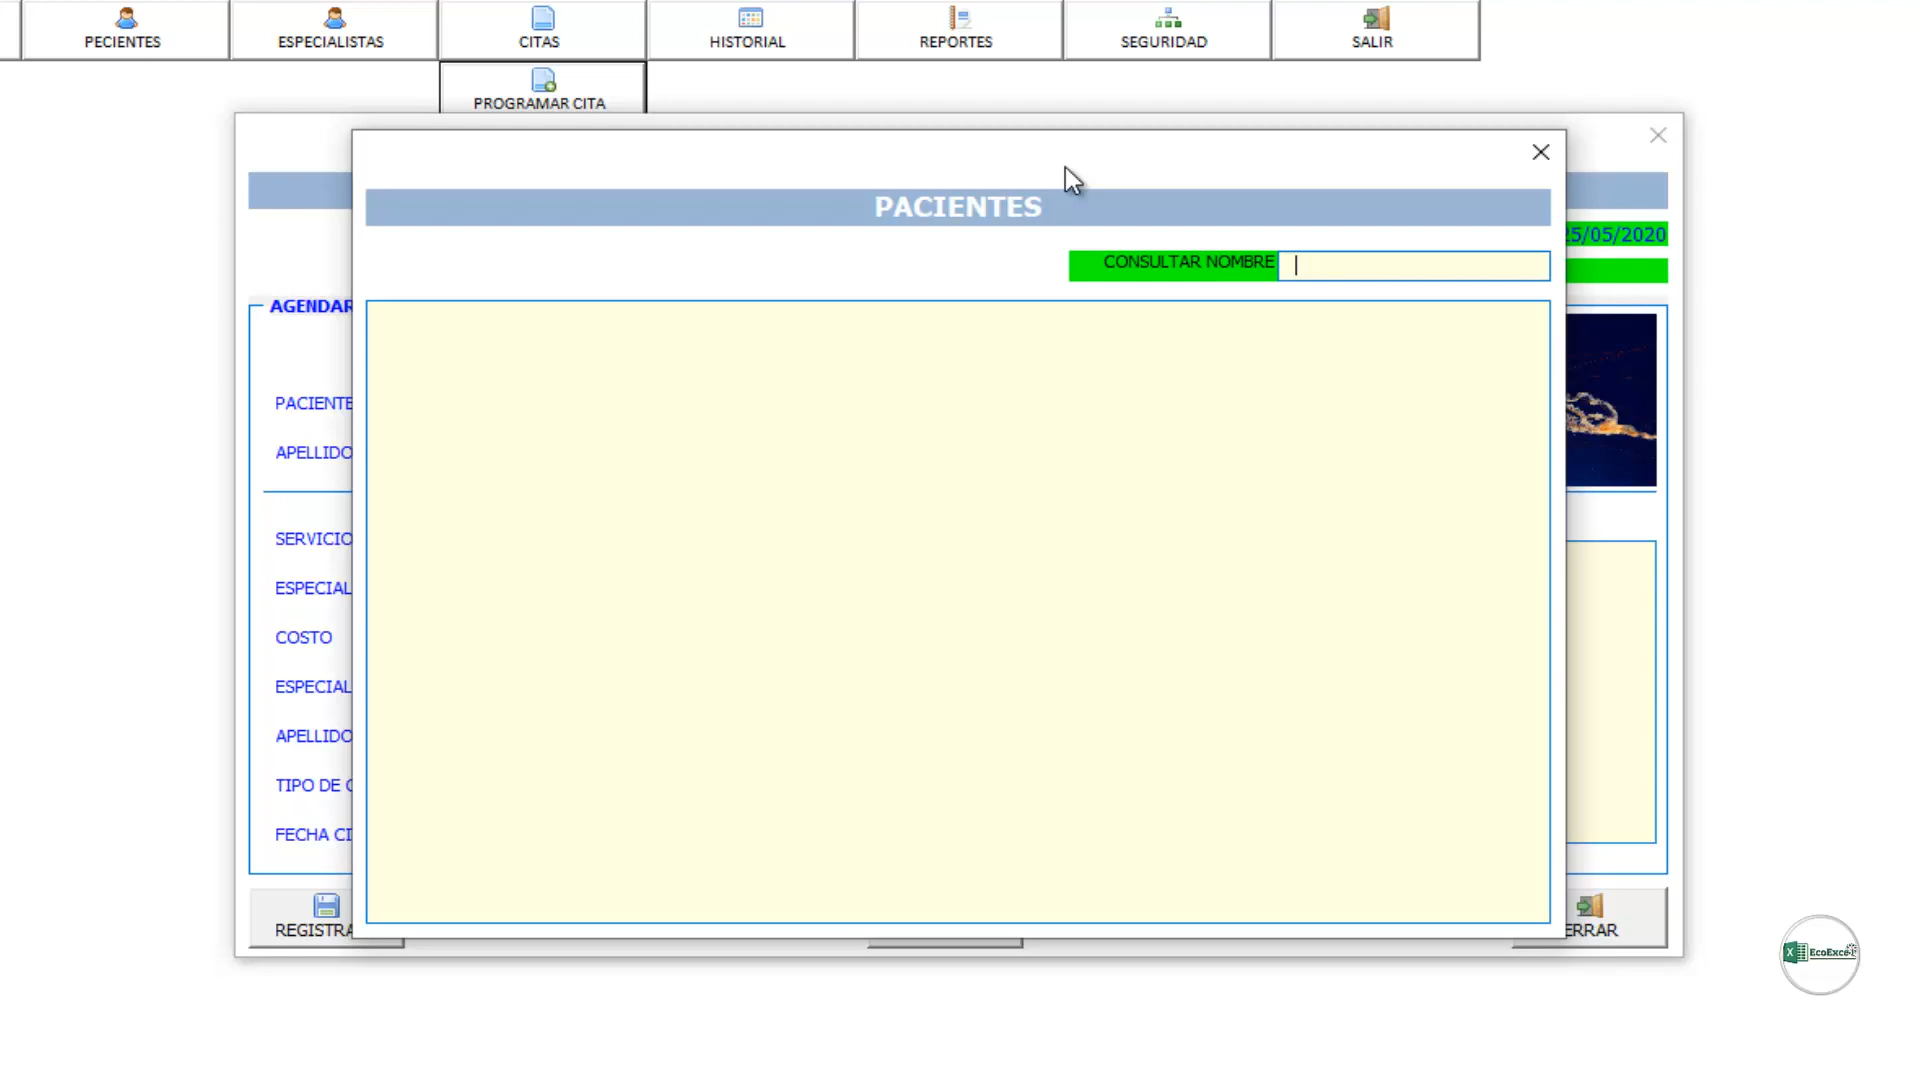 PECIENTES
ESPECIALISTAS
CITAS
HISTORIAL
REPORTES
SEGURIDAD
SALIR
PROGRAMAR CITA
PACIENTES
25/05/2020
CONSULTAR NOMBRE
AGENDAR
PACIENTE
APELLIDO
SERVICIO
ESPECIAL
COSTO
ESPECIAL
APELLIDO
TIPO DE
FECHA CI
REGISTRA
ERRAR
EcoExcel